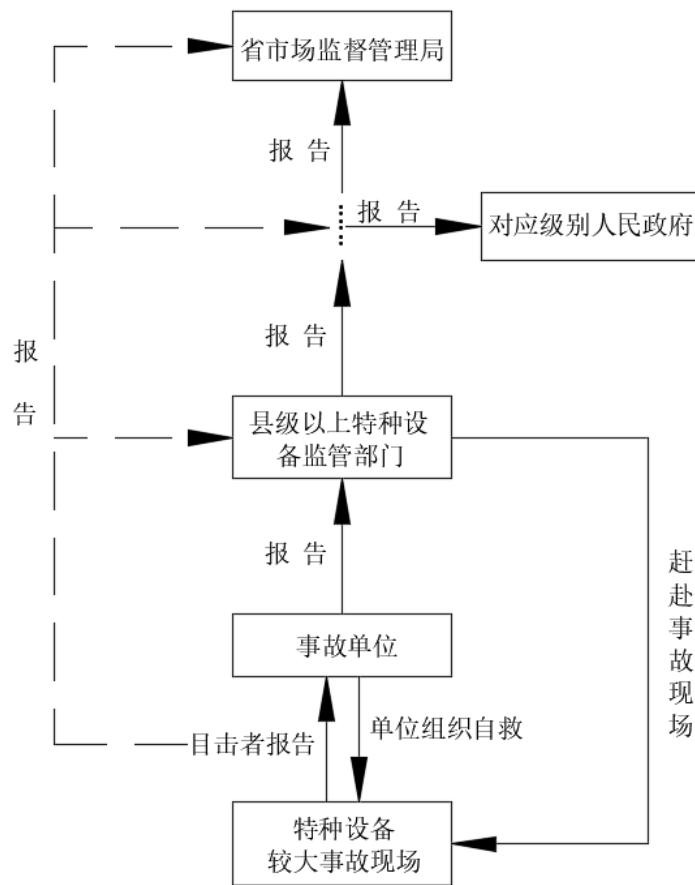 省市场监督管理局
报 告
报 告
对应级别人民政府
报 告
报
告
县级以上特种设
备监管部门
报 告
赶
赴
事
故
现
场
事故单位
目击者报告
单位组织自救
特种设备
较大事故现场